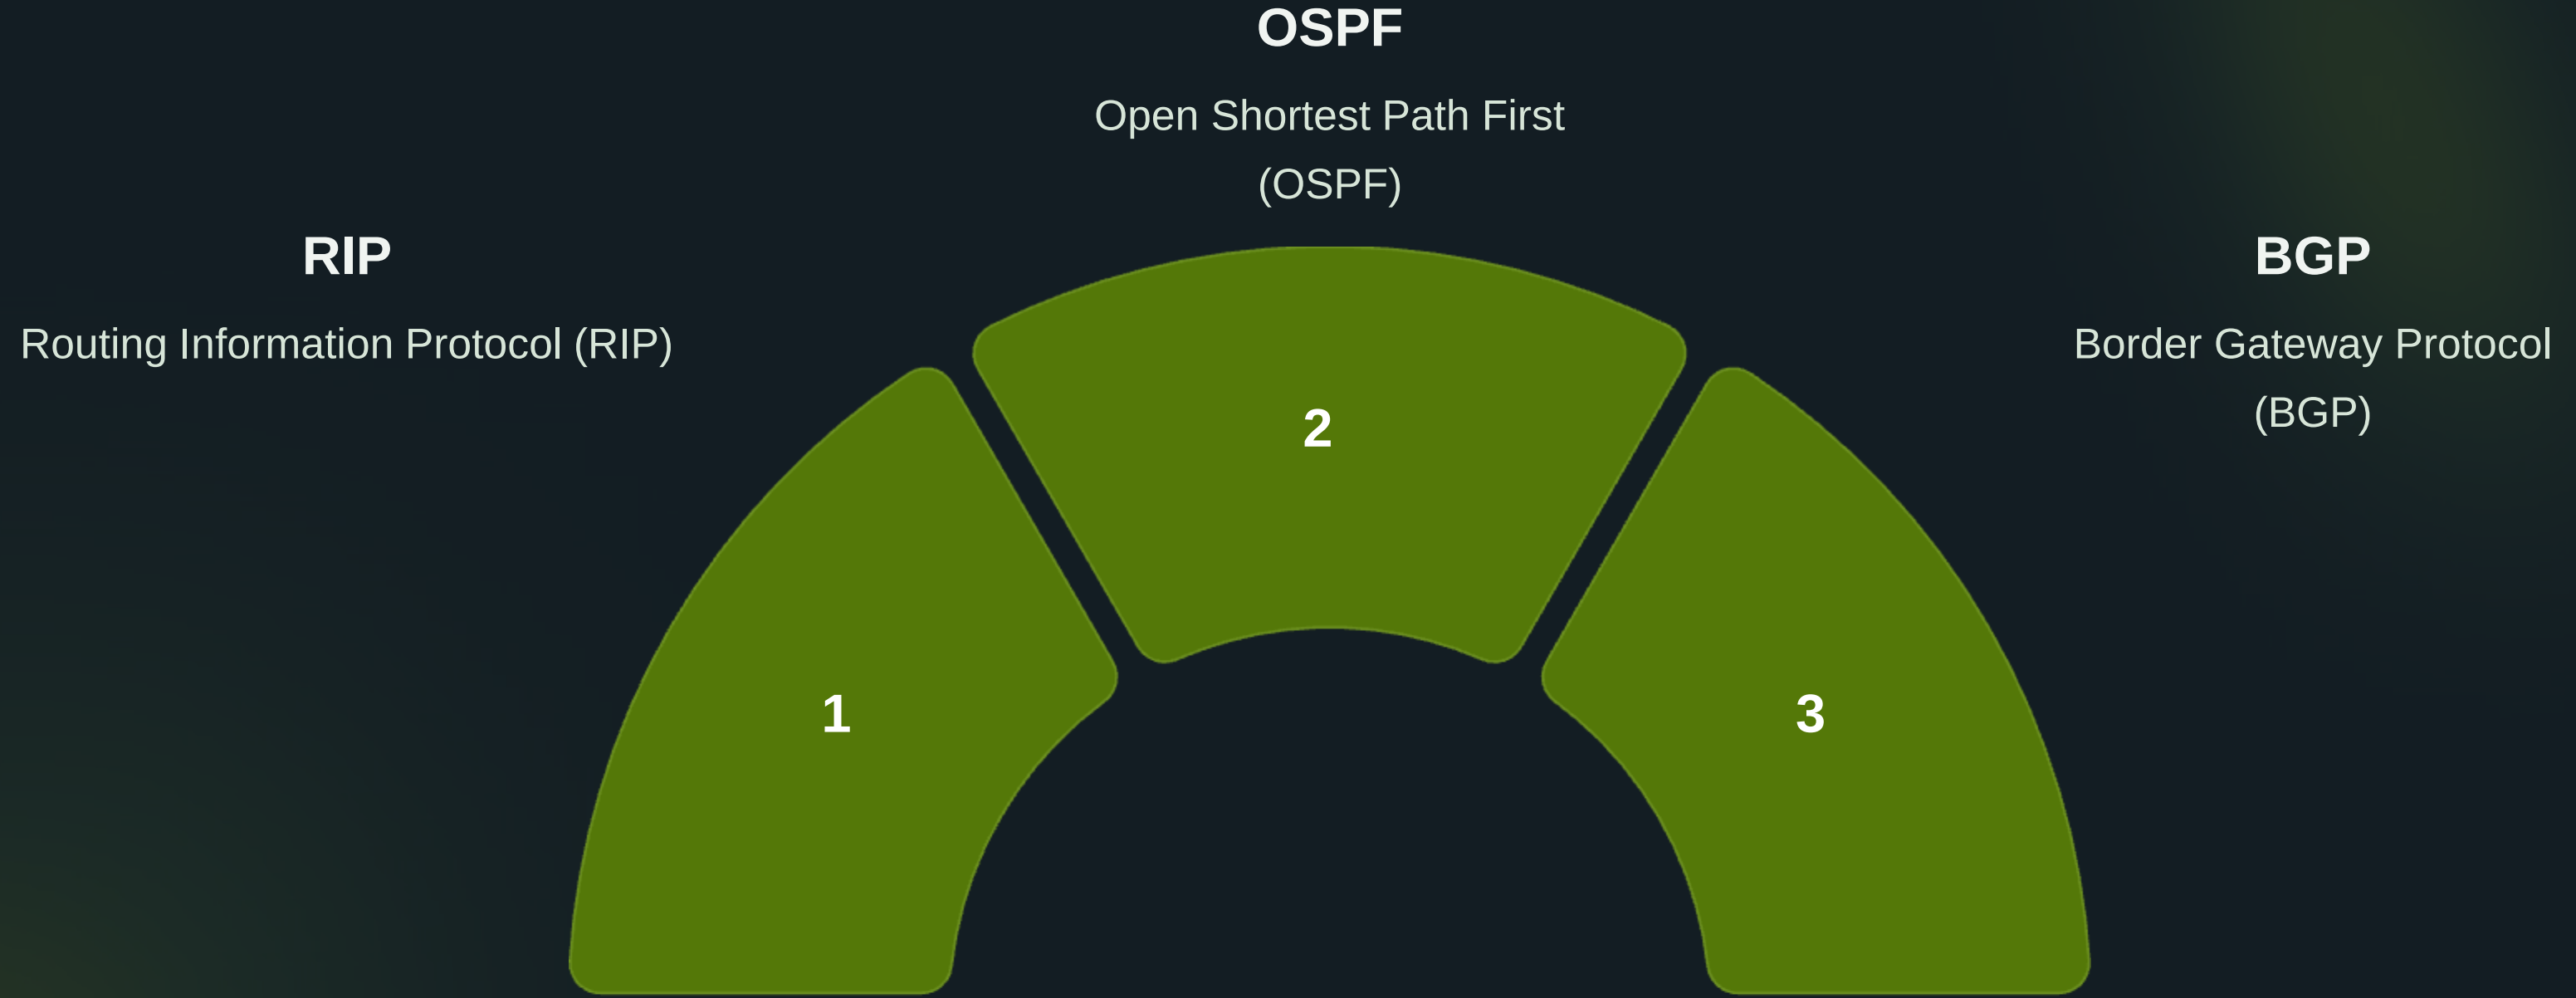 OSPF
Open Shortest Path First
(OSPF)
RIP
Routing Information Protocol (RIP)
BGP
Border Gateway Protocol
(BGP)
2
1
3